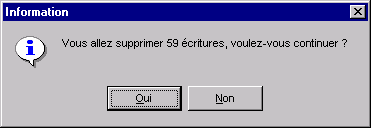 Information
Vous allez supprimer 59 écritures, voulez-vous continuer ?
Oui
Non